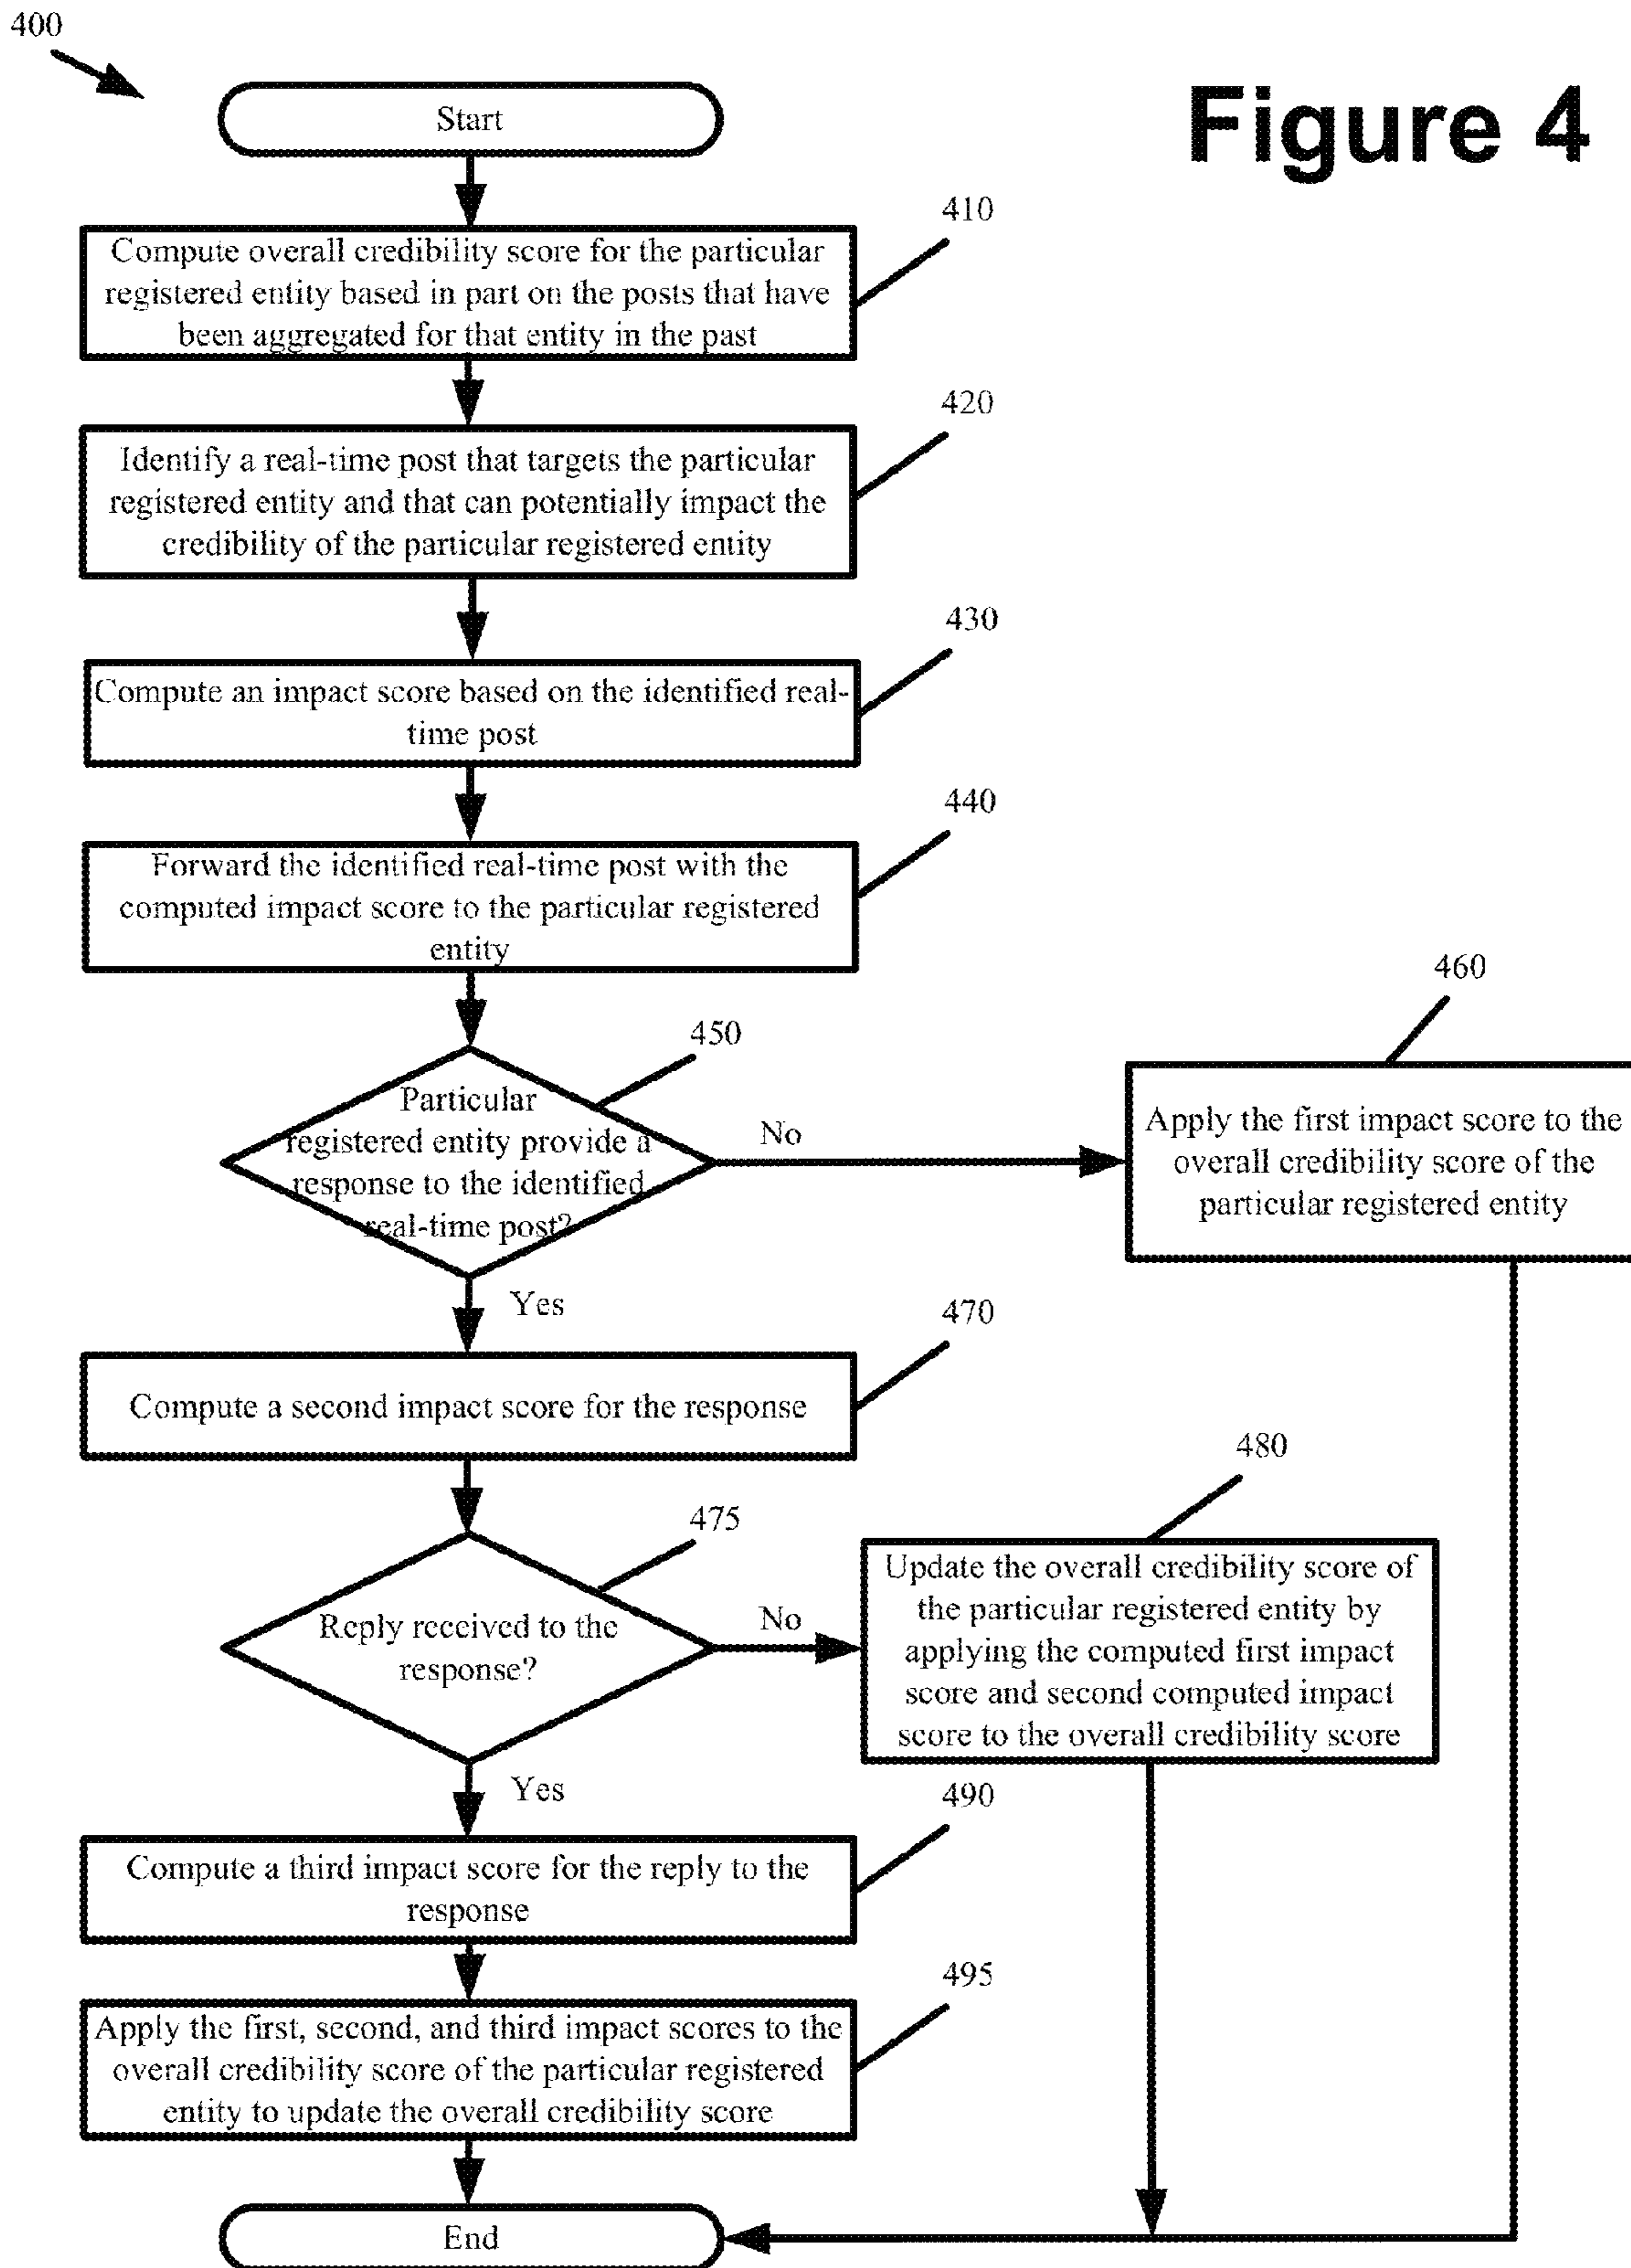 400
Figure 4
Start
410
Compute overall credibility score for the particular
registered entity based in part on the posts that have
been aggregated for that entity in the past
420
Identify a real-time post that targets the particular
registered entity and that can potentially impact the
credibility of the particular registered entity
430
Compute an impact score based on the identified real-
time post
440
Forward the identified real-time post with the
computed impact score to the particular registered
entity
450
Particular
registered entity provide a
response to the identified
real-time post?
No
460
Apply the first impact score to the
overall credibility score of the
particular registered entity
Yes
470
Compute a second impact score for the response
475
Reply received to the
response?
No
480
Update the overall credibility score of
the particular registered entity by
applying the computed first impact
score and second computed impact
score to the overall credibility score
Yes
490
Compute a third impact score for the reply to the
response
495
Apply the first, second, and third impact scores to the
overall credibility score of the particular registered
entity to update the overall credibility score
End